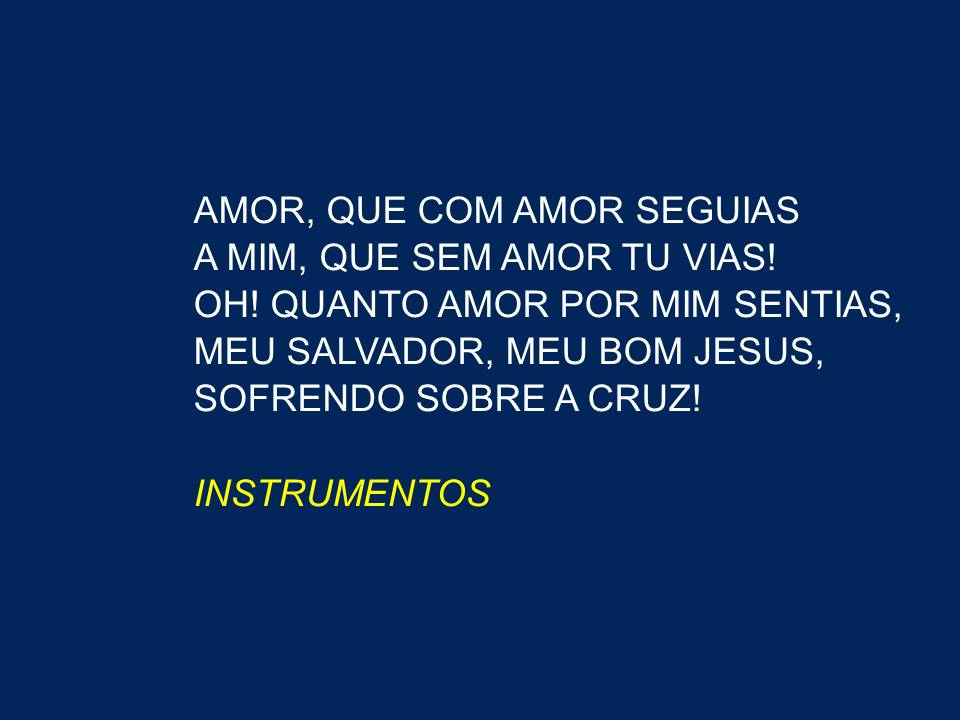 AMOR, QUE COM AMOR SEGUIAS
A MIM, QUE SEM AMOR TU VIAS!
OH! QUANTO AMOR POR MIM SENTIAS,
MEU SALVADOR, MEU BOM JESUS,
SOFRENDO SOBRE A CRUZ!
INSTRUMENTOS